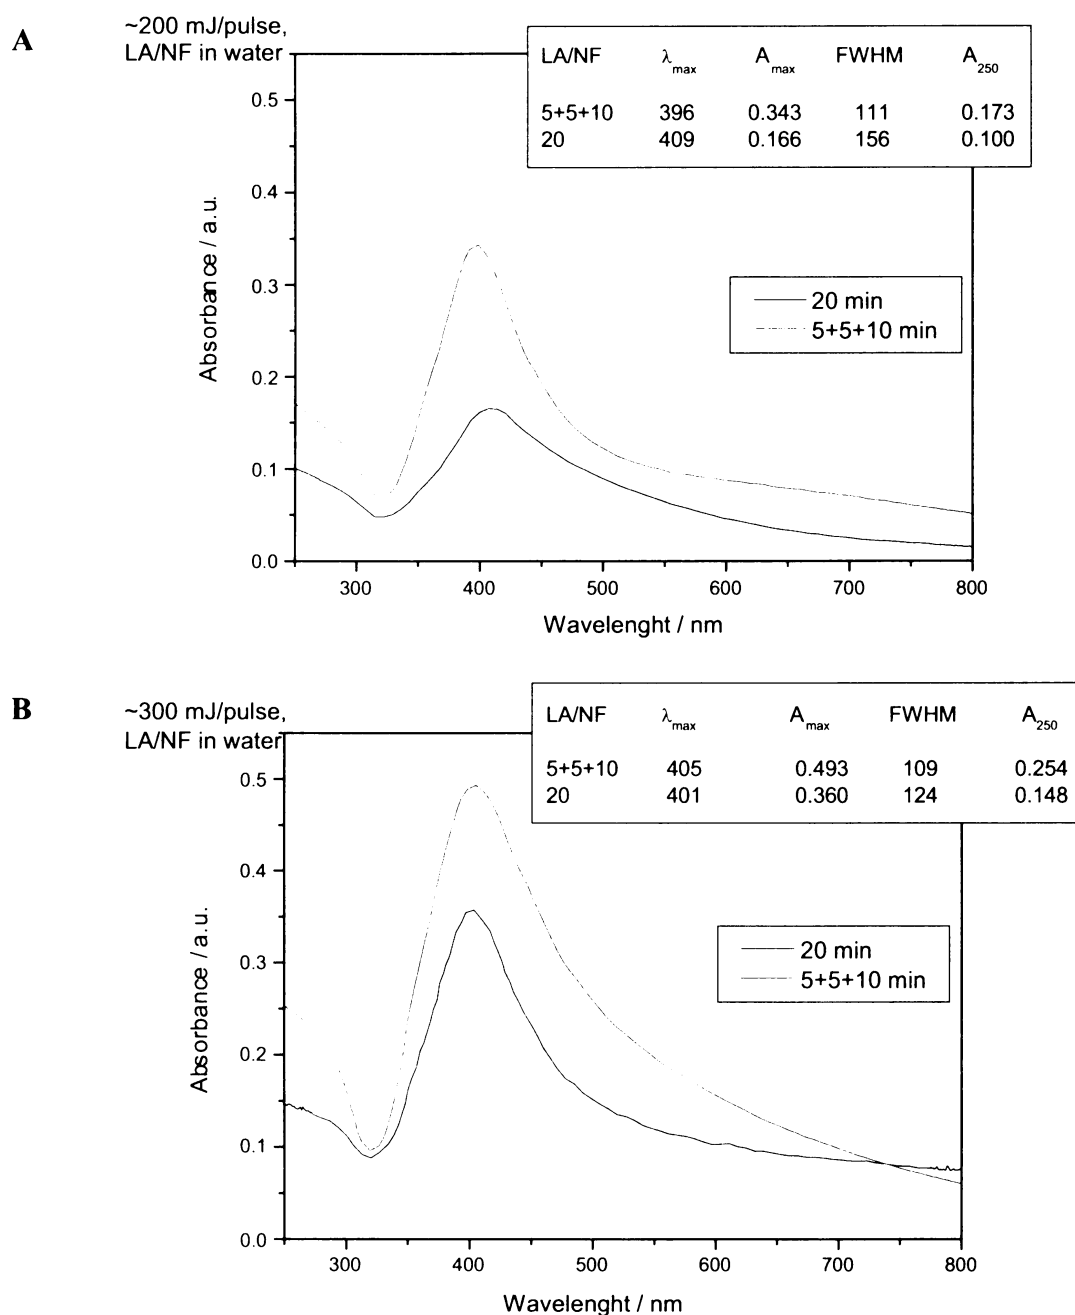 A
~200 mJ/pulse,
LA/NF in water
LA/NF λmax Amax FWHM A250
5+5+10 396 0.343 111 0.173
20 409 0.166 156 0.100
20 min
5+5+10 min
Absorbance / a.u.
0.5
0.4
0.3
0.2
0.1
0.0
300 400 500 600 700 800
Wavelenght / nm
B
~300 mJ/pulse,
LA/NF in water
LA/NF λmax Amax FWHM A250
5+5+10 405 0.493 109 0.254
20 401 0.360 124 0.148
20 min
5+5+10 min
Absorbance / a.u.
0.5
0.4
0.3
0.2
0.1
0.0
300 400 500 600 700 800
Wavelenght / nm